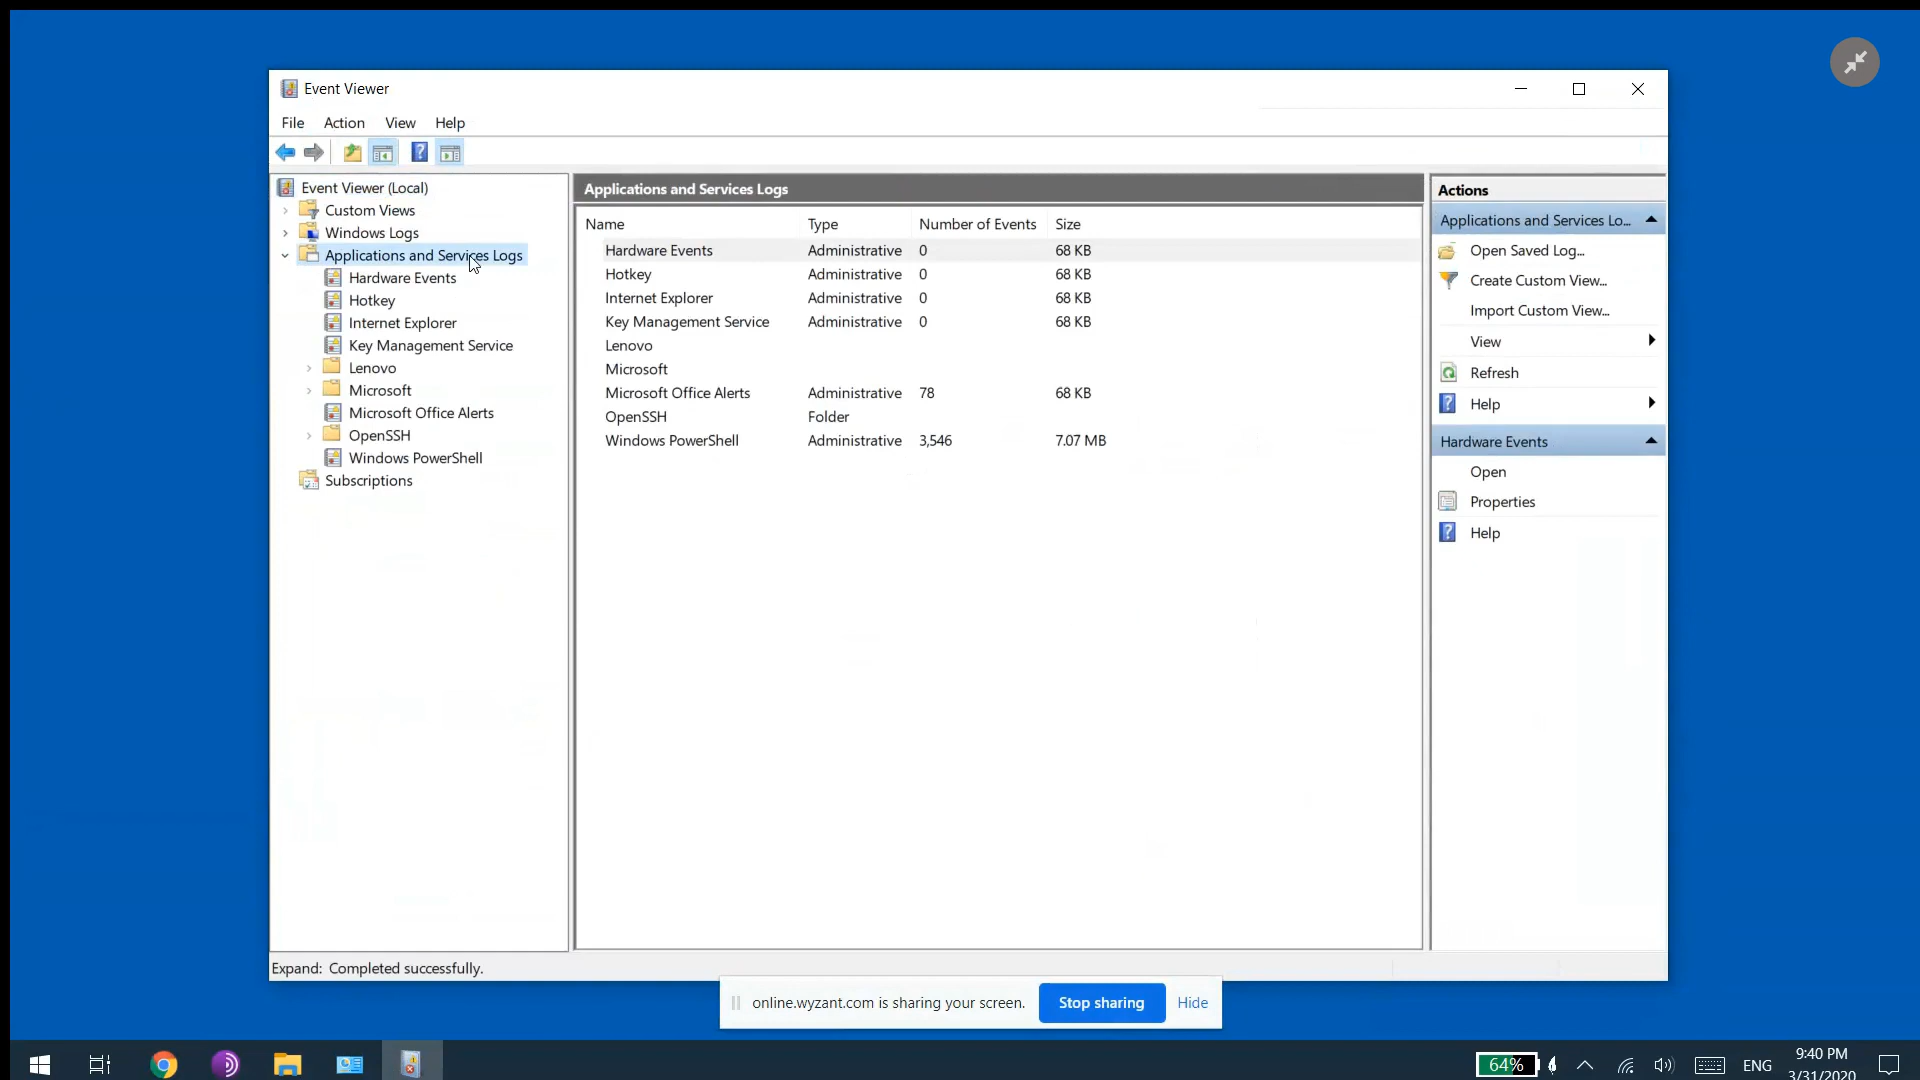 Event Viewer
File Action View Help
Event Viewer (Local)
Custom Views
Windows Logs
Applications and Services Logs
Hardware Events
Hotkey
Internet Explorer
Key Management Service
Lenovo
Microsoft
Microsoft Office Alerts
OpenSSH
Windows PowerShell
Subscriptions
Applications and Services Logs
Name Type Number of Events Size
Hardware Events Administrative 0 68 KB
Hotkey Administrative 0 68 KB
Internet Explorer Administrative 0 68 KB
Key Management Service Administrative 0 68 KB
Lenovo
Microsoft
Microsoft Office Alerts Administrative 78 68 KB
OpenSSH Folder
Windows PowerShell Administrative 3,546 7.07 MB
Actions
Applications and Services Lo...
Open Saved Log...
Create Custom View...
Import Custom View...
View
Refresh
Help
Hardware Events
Open
Properties
Help
Expand: Completed successfully.
online.wyzant.com is sharing your screen. Stop sharing Hide
64% ENG
9:40 PM
3/31/2020